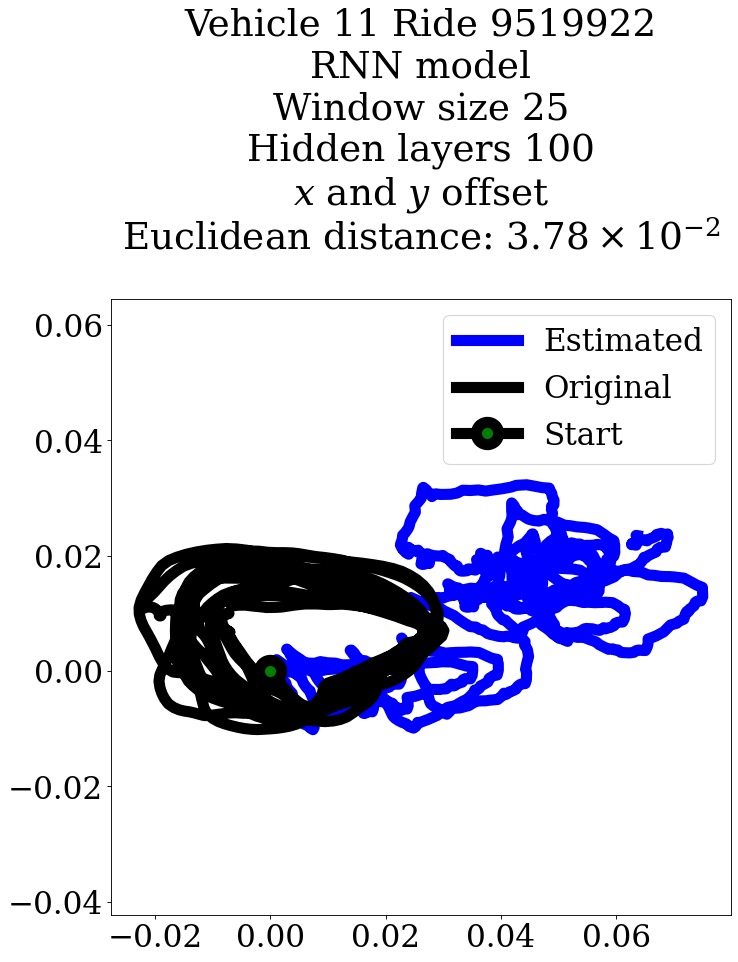 Vehicle 11 Ride 9519922
RNN model
Window size 25
Hidden layers 100
x and y offset
Euclidean distance: 3.78 × 10⁻²
Estimated
Original
Start
0.06
0.04
0.02
0.00
−0.02
−0.04
−0.02 0.00 0.02 0.04 0.06